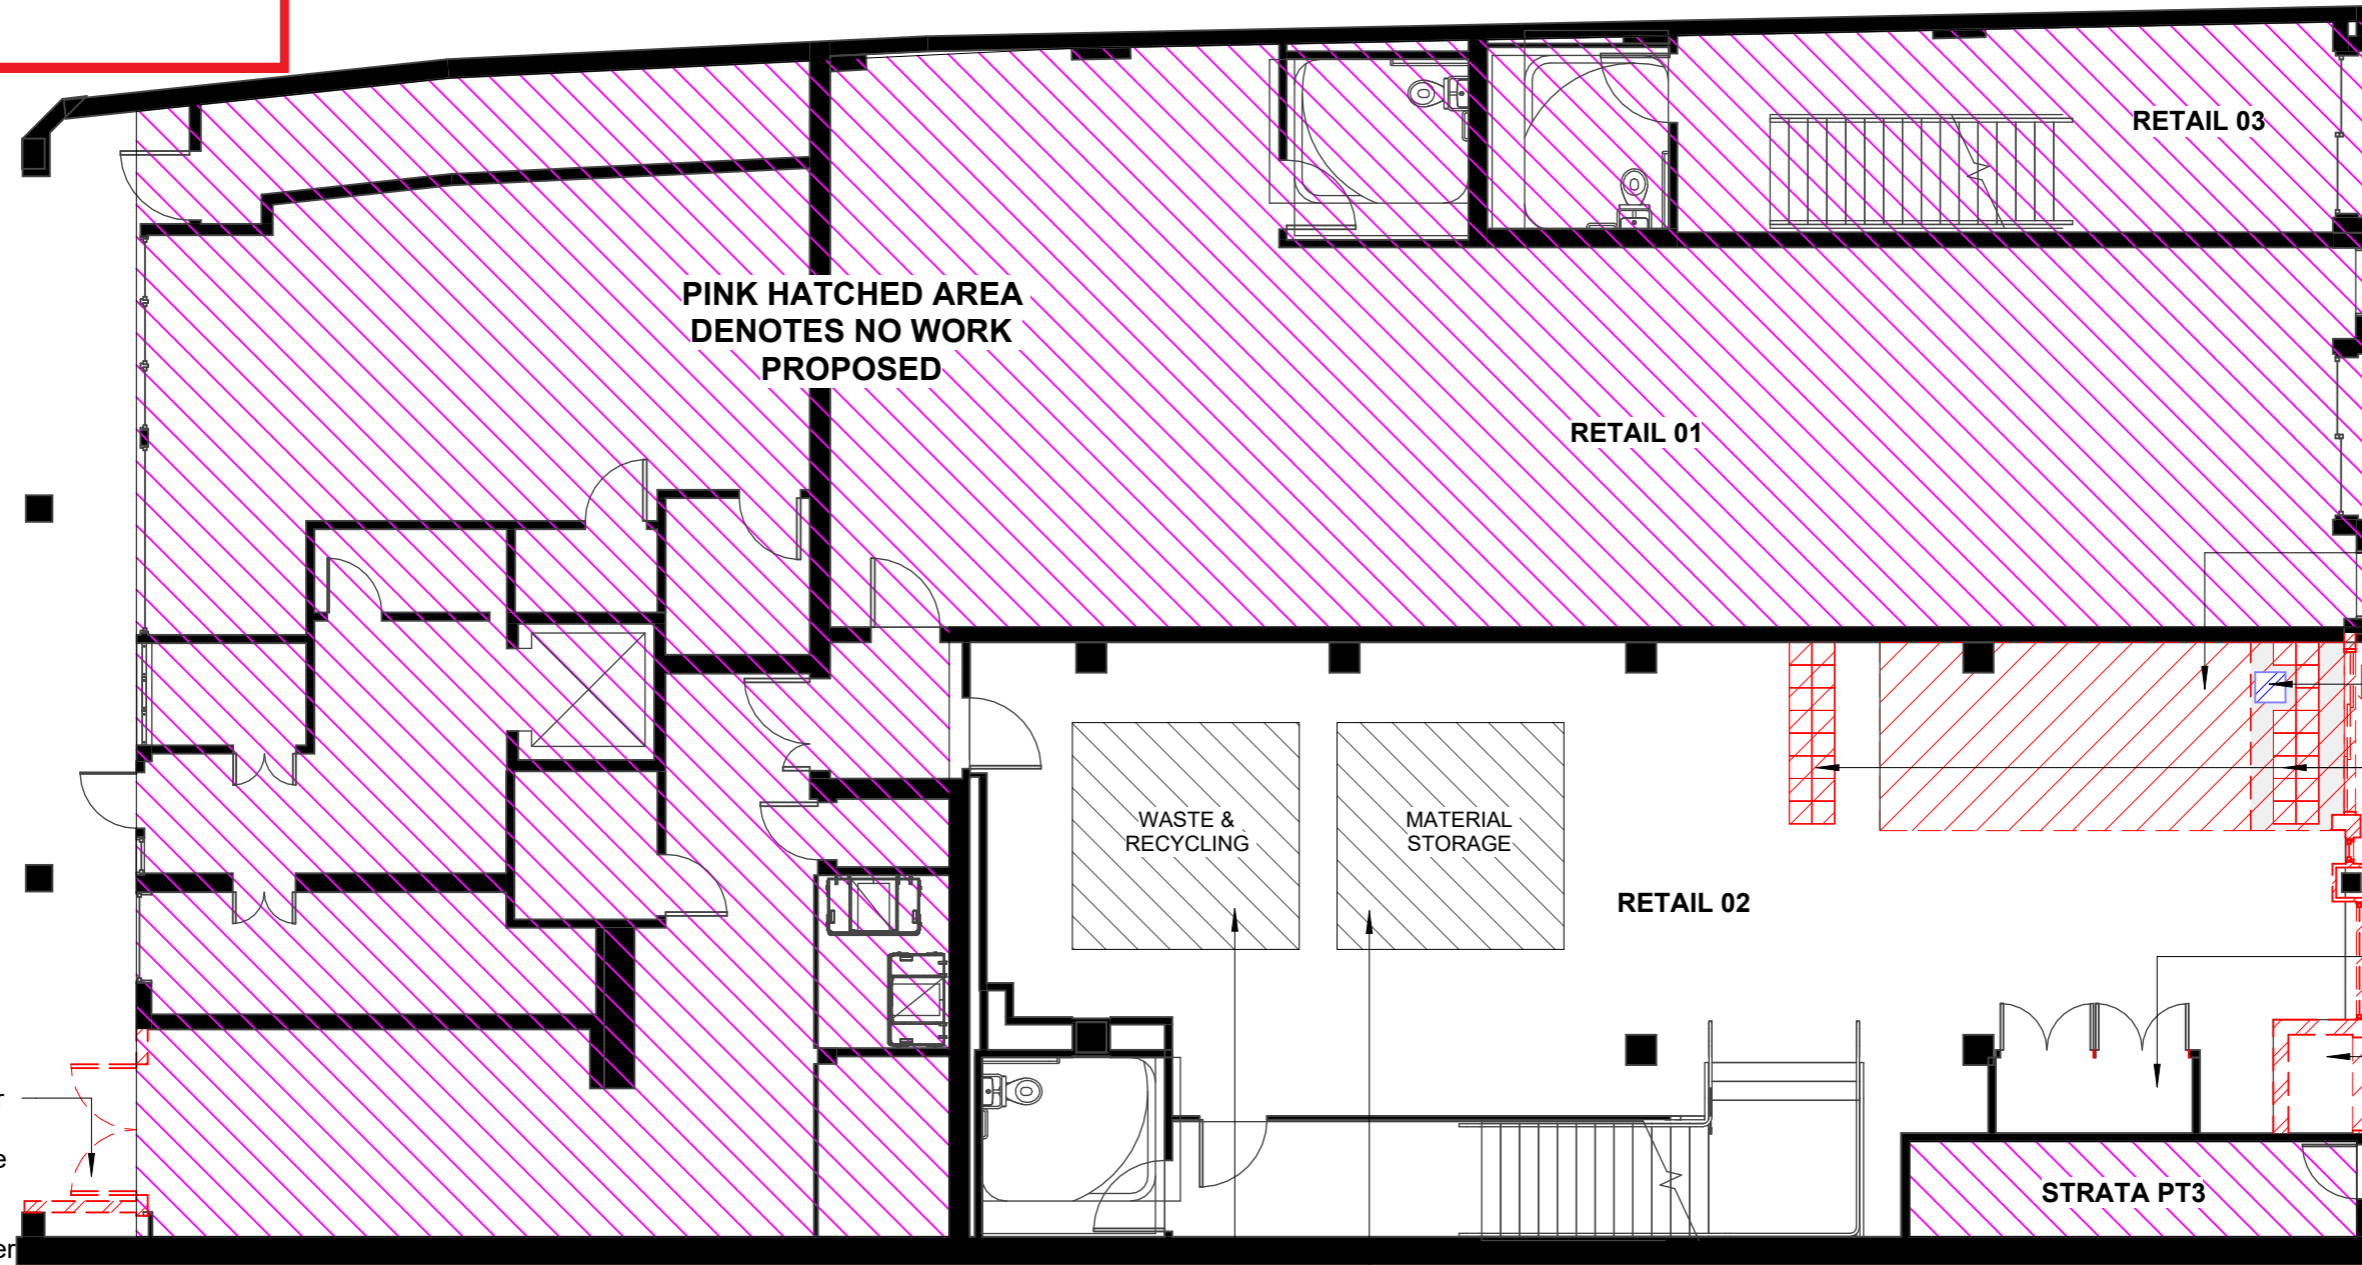 RETAIL 03
PINK HATCHED AREA
DENOTES NO WORK
PROPOSED
RETAIL 01
WASTE &
RECYCLING
MATERIAL
STORAGE
RETAIL 02
STRATA PT3